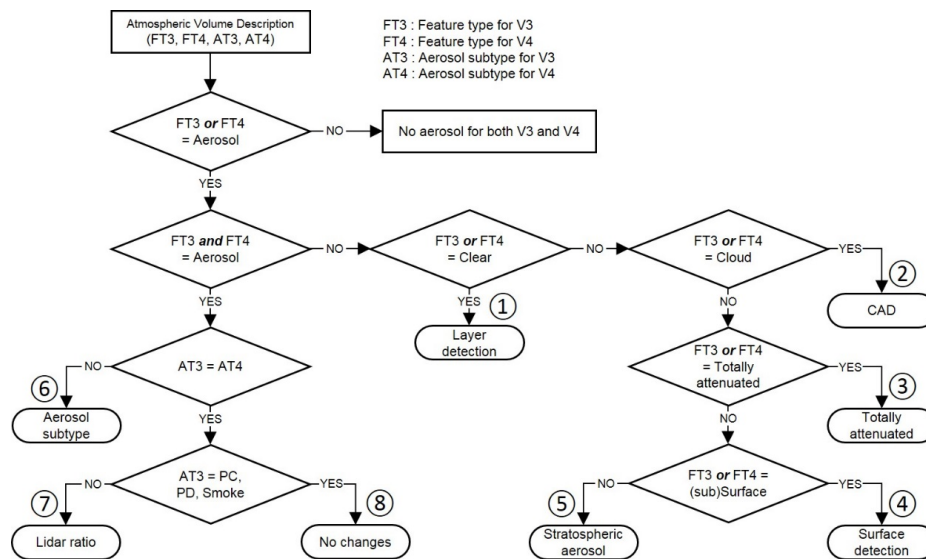 Atmospheric Volume Description
(FT3, FT4, AT3, AT4)
FT3 : Feature type for V3
FT4 : Feature type for V4
AT3 : Aerosol subtype for V3
AT4 : Aerosol subtype for V4
FT3 or FT4
= Aerosol
NO
No aerosol for both V3 and V4
YES
FT3 and FT4
= Aerosol
NO
FT3 or FT4
= Clear
NO
FT3 or FT4
= Cloud
YES
2
CAD
YES
YES
1
Layer
detection
NO
AT3 = AT4
NO
6
Aerosol
subtype
FT3 or FT4
= Totally
attenuated
YES
3
Totally
attenuated
YES
NO
AT3 = PC,
PD, Smoke
NO
7
Lidar ratio
YES
8
No changes
FT3 or FT4 =
(sub)Surface
NO
5
Stratospheric
aerosol
YES
4
Surface
detection